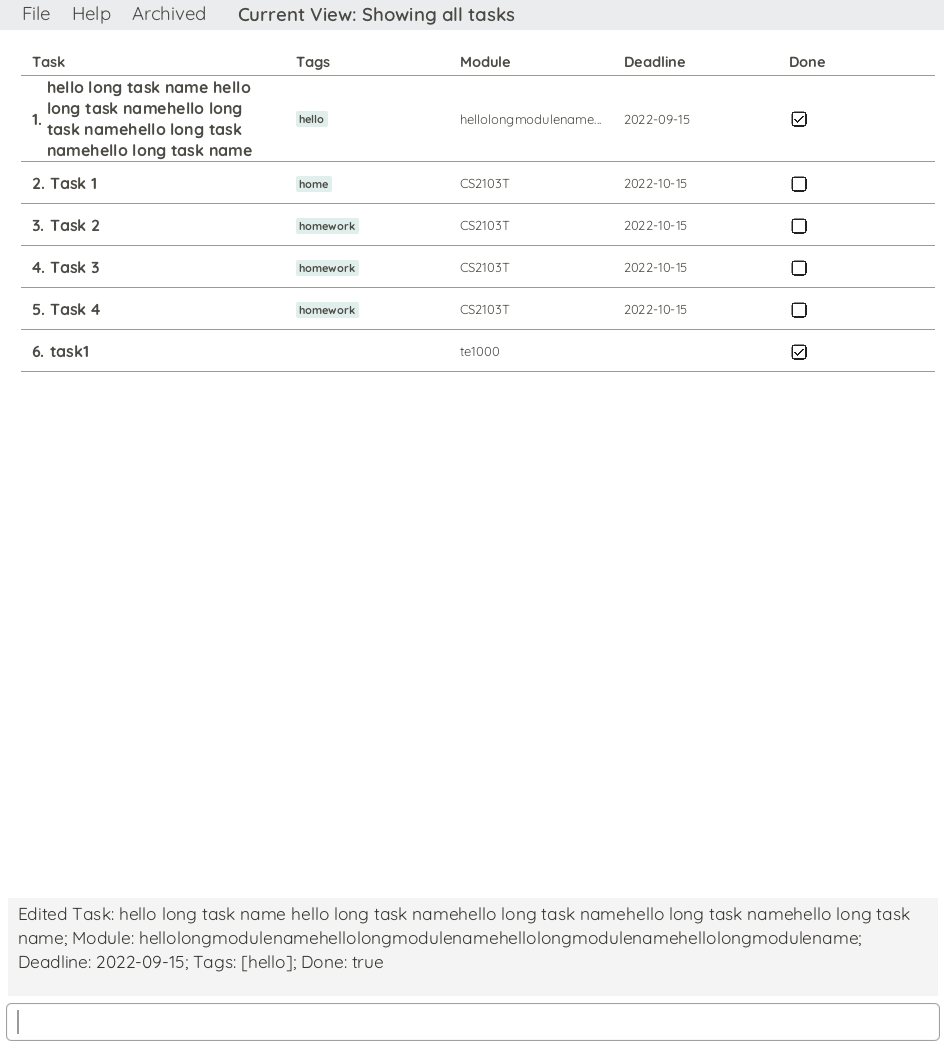 File Help Archived Current View: Showing all tasks
Task Tags Module Deadline Done
hello long task name hello
long task namehello long
1. hello hellolongmodulename... 2022-09-15
task namehello long task
namehello long task name
2. Task 1 home CS2103T 2022-10-15
3. Task 2 homework CS2103T 2022-10-15
4. Task 3 homework CS2103T 2022-10-15
5. Task 4 homework CS2103T 2022-10-15
6. task1 te1000
Edited Task: hello long task name hello long task namehello long task namehello long task namehello long task
name; Module: hellolongmodulenamehellolongmodulenamehellolongmodulenamehellolongmodulename;
Deadline: 2022-09-15; Tags: [hello]; Done: true